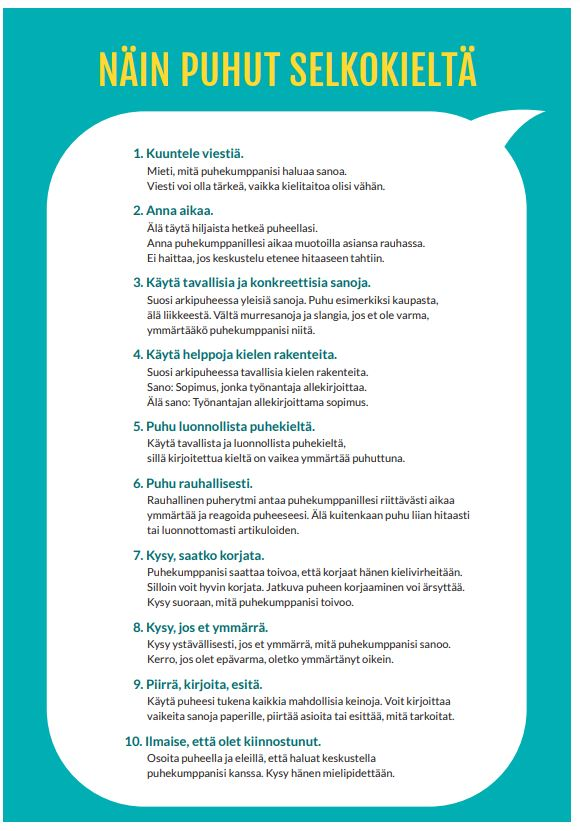 NÄIN PUHUT SELKOKIELTÄ
1. Kuuntele viestiä.
Mieti, mitä puhekumppanisi haluaa sanoa.
Viesti voi olla tärkeä, vaikka kielitaitoa olisi vähän.
2. Anna aikaa.
Älä täytä hiljaista hetkeä puheellasi.
Anna puhekumppanillesi aikaa muotoilla asiansa rauhassa.
Ei haittaa, jos keskustelu etenee hitaaseen tahtiin.
3. Käytä tavallisia ja konkreettisia sanoja.
Suosi arkipuheessa yleisiä sanoja. Puhu esimerkiksi kaupasta,
älä liikkeestä. Vältä murresanoja ja slangia, jos et ole varma,
ymmärtääkö puhekumppanisi niitä.
4. Käytä helppoja kielen rakenteita.
Suosi arkipuheessa tavallisia kielen rakenteita.
Sano: Sopimus, jonka työnantaja allekirjoittaa.
Älä sano: Työnantajan allekirjoittama sopimus.
5. Puhu luonnollista puhekieltä.
Käytä tavallista ja luonnollista puhekieltä,
sillä kirjoitettua kieltä on vaikea ymmärtää puhuttuna.
6. Puhu rauhallisesti.
Rauhallinen puherytmi antaa puhekumppanillesi riittävästi aikaa
ymmärtää ja reagoida puheeseesi. Älä kuitenkaan puhu liian hitaasti
tai luonnottomasti artikuloiden.
7. Kysy, saatko korjata.
Puhekumppanisi saattaa toivoa, että korjaat hänen kielivirheitään.
Silloin voit hyvin korjata. Jatkuva puheen korjaaminen voi ärsyttää.
Kysy suoraan, mitä puhekumppanisi toivoo.
8. Kysy, jos et ymmärrä.
Kysy ystävällisesti, jos et ymmärrä, mitä puhekumppanisi sanoo.
Kerro, jos olet epävarma, oletko ymmärtänyt oikein.
9. Piirrä, kirjoita, esitä.
Käytä puheesi tukena kaikkia mahdollisia keinoja. Voit kirjoittaa
vaikeita sanoja paperille, piirtää asioita tai esittää, mitä tarkoitat.
10. Ilmaise, että olet kiinnostunut.
Osoita puheella ja eleillä, että haluat keskustella
puhekumppanisi kanssa. Kysy hänen mielipidettään.